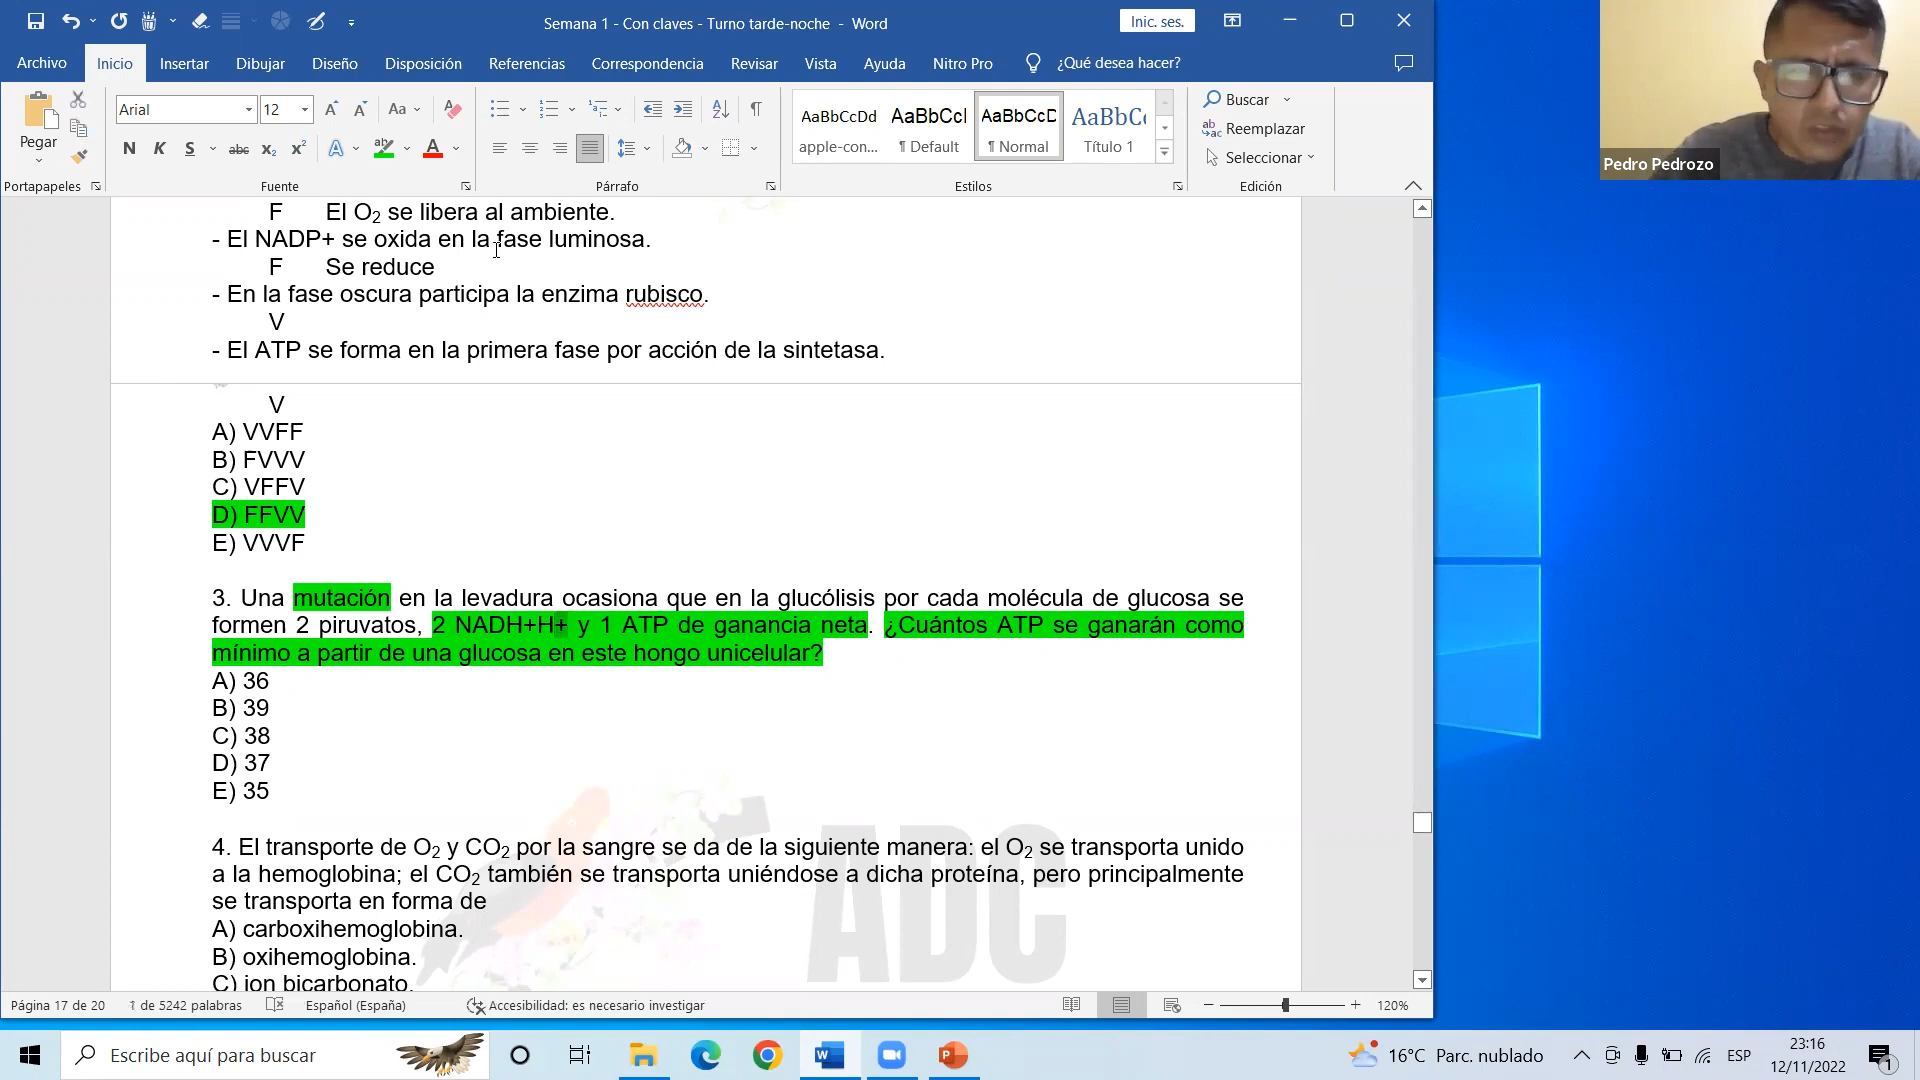 Semana 1 - Con claves - Turno tarde-noche - Word
Inic. ses.
Archivo Inicio Insertar Dibujar Diseño Disposición Referencias Correspondencia Revisar Vista Ayuda Nitro Pro ¿Qué desea hacer?
Pegar
Arial 12
N K S abc x₂ x²
AaBbCcDd AaBbCcI AaBbCcD AaBbCc
apple-con... ¶ Default ¶ Normal Título 1
Buscar
Reemplazar
Seleccionar
Portapapeles Fuente Párrafo Estilos Edición
Pedro Pedrozo
F El O₂ se libera al ambiente.
- El NADP+ se oxida en la fase luminosa.
F Se reduce
- En la fase oscura participa la enzima rubisco.
V
- El ATP se forma en la primera fase por acción de la sintetasa.
V
A) VVFF
B) FVVV
C) VFFV
D) FFVV
E) VVVF
3. Una mutación en la levadura ocasiona que en la glucólisis por cada molécula de glucosa se
formen 2 piruvatos, 2 NADH+H+ y 1 ATP de ganancia neta. ¿Cuántos ATP se ganarán como
mínimo a partir de una glucosa en este hongo unicelular?
A) 36
B) 39
C) 38
D) 37
E) 35
4. El transporte de O₂ y CO₂ por la sangre se da de la siguiente manera: el O₂ se transporta unido
a la hemoglobina; el CO₂ también se transporta uniéndose a dicha proteína, pero principalmente
se transporta en forma de
A) carboxihemoglobina.
B) oxihemoglobina.
C) ion bicarbonato.
ADC
Página 17 de 20 1 de 5242 palabras Español (España) Accesibilidad: es necesario investigar 120%
Escribe aquí para buscar
16°C Parc. nublado ESP 23:16
12/11/2022
1